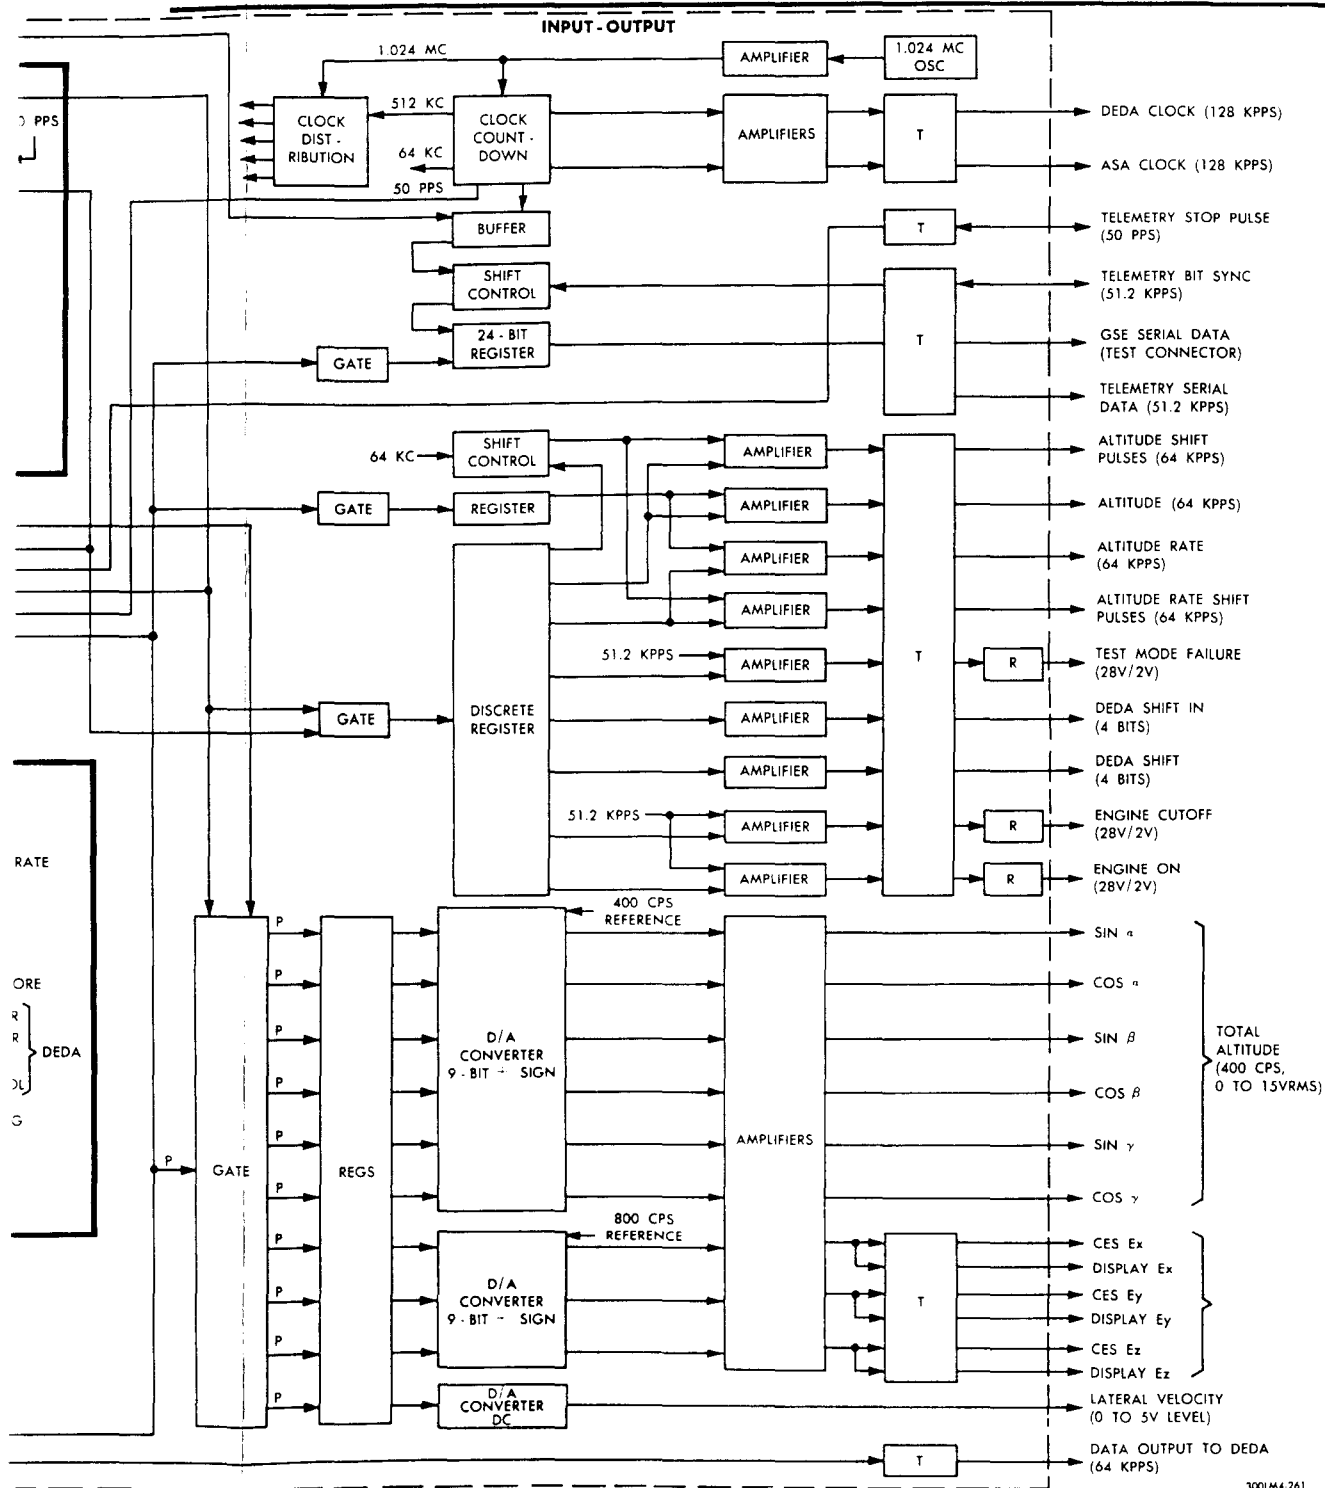 INPUT - OUTPUT
1.024 MC
AMPLIFIER
1.024 MC
OSC
PPS
CLOCK
DIST -
RIBUTION
512 KC
64 KC
50 PPS
CLOCK
COUNT -
DOWN
AMPLIFIERS
T
DEDA CLOCK (128 KPPS)
ASA CLOCK (128 KPPS)
BUFFER
T
TELEMETRY STOP PULSE
(50 PPS)
SHIFT
CONTROL
TELEMETRY BIT SYNC
(51.2 KPPS)
24 - BIT
REGISTER
GATE
T
GSE SERIAL DATA
(TEST CONNECTOR)
TELEMETRY SERIAL
DATA (51.2 KPPS)
64 KC
SHIFT
CONTROL
AMPLIFIER
ALTITUDE SHIFT
PULSES (64 KPPS)
GATE
REGISTER
AMPLIFIER
ALTITUDE (64 KPPS)
AMPLIFIER
ALTITUDE RATE
(64 KPPS)
AMPLIFIER
ALTITUDE RATE SHIFT
PULSES (64 KPPS)
51.2 KPPS
AMPLIFIER
T
R
TEST MODE FAILURE
(28V/2V)
GATE
DISCRETE
REGISTER
AMPLIFIER
DEDA SHIFT IN
(4 BITS)
AMPLIFIER
DEDA SHIFT
(4 BITS)
51.2 KPPS
AMPLIFIER
R
ENGINE CUTOFF
(28V/2V)
AMPLIFIER
R
ENGINE ON
(28V/2V)
RATE
ORE
R
R
DEDA
OL
G
400 CPS
REFERENCE
P
P
P
P
P
P
P
P
P
P
P
GATE
REGS
D/A
CONVERTER
9 - BIT + SIGN
AMPLIFIERS
SIN α
COS α
SIN β
COS β
SIN γ
COS γ
TOTAL
ALTITUDE
(400 CPS,
0 TO 15VRMS)
800 CPS
REFERENCE
D/A
CONVERTER
9 - BIT + SIGN
T
CES Ex
DISPLAY Ex
CES Ey
DISPLAY Ey
CES Ez
DISPLAY Ez
D/A
CONVERTER
DC
LATERAL VELOCITY
(0 TO 5V LEVEL)
T
DATA OUTPUT TO DEDA
(64 KPPS)
300LM4-261